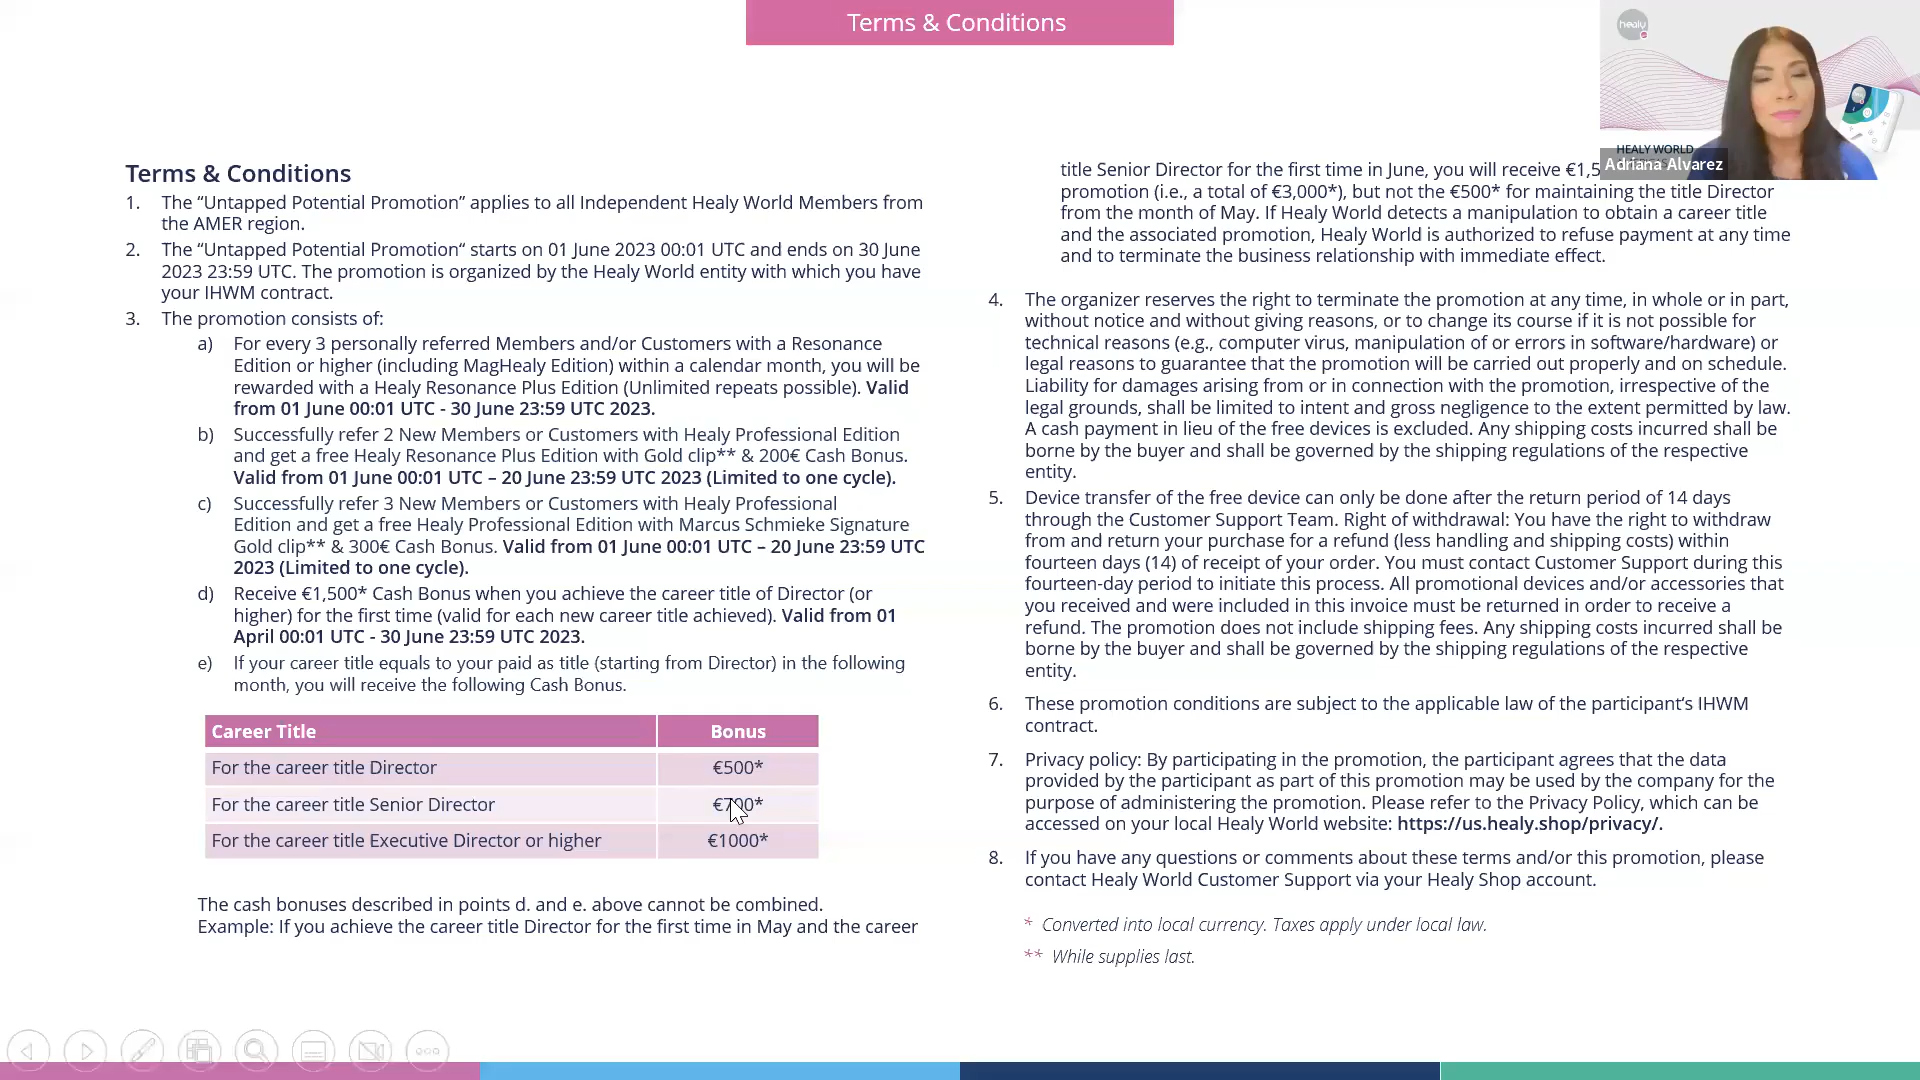 Terms & Conditions
healy
HEALY WORLD
Adriana Alvarez
Terms & Conditions
1. The “Untapped Potential Promotion” applies to all Independent Healy World Members from
the AMER region.
2. The “Untapped Potential Promotion“ starts on 01 June 2023 00:01 UTC and ends on 30 June
2023 23:59 UTC. The promotion is organized by the Healy World entity with which you have
your IHWM contract.
3. The promotion consists of:
a) For every 3 personally referred Members and/or Customers with a Resonance
Edition or higher (including MagHealy Edition) within a calendar month, you will be
rewarded with a Healy Resonance Plus Edition (Unlimited repeats possible). Valid
from 01 June 00:01 UTC - 30 June 23:59 UTC 2023.
b) Successfully refer 2 New Members or Customers with Healy Professional Edition
and get a free Healy Resonance Plus Edition with Gold clip** & 200€ Cash Bonus.
Valid from 01 June 00:01 UTC – 20 June 23:59 UTC 2023 (Limited to one cycle).
c) Successfully refer 3 New Members or Customers with Healy Professional
Edition and get a free Healy Professional Edition with Marcus Schmieke Signature
Gold clip** & 300€ Cash Bonus. Valid from 01 June 00:01 UTC – 20 June 23:59 UTC
2023 (Limited to one cycle).
d) Receive €1,500* Cash Bonus when you achieve the career title of Director (or
higher) for the first time (valid for each new career title achieved). Valid from 01
April 00:01 UTC - 30 June 23:59 UTC 2023.
e) If your career title equals to your paid as title (starting from Director) in the following
month, you will receive the following Cash Bonus.
Career Title Bonus
For the career title Director €500*
For the career title Senior Director €700*
For the career title Executive Director or higher €1000*
The cash bonuses described in points d. and e. above cannot be combined.
Example: If you achieve the career title Director for the first time in May and the career
title Senior Director for the first time in June, you will receive €1,5
promotion (i.e., a total of €3,000*), but not the €500* for maintaining the title Director
from the month of May. If Healy World detects a manipulation to obtain a career title
and the associated promotion, Healy World is authorized to refuse payment at any time
and to terminate the business relationship with immediate effect.
4. The organizer reserves the right to terminate the promotion at any time, in whole or in part,
without notice and without giving reasons, or to change its course if it is not possible for
technical reasons (e.g., computer virus, manipulation of or errors in software/hardware) or
legal reasons to guarantee that the promotion will be carried out properly and on schedule.
Liability for damages arising from or in connection with the promotion, irrespective of the
legal grounds, shall be limited to intent and gross negligence to the extent permitted by law.
A cash payment in lieu of the free devices is excluded. Any shipping costs incurred shall be
borne by the buyer and shall be governed by the shipping regulations of the respective
entity.
5. Device transfer of the free device can only be done after the return period of 14 days
through the Customer Support Team. Right of withdrawal: You have the right to withdraw
from and return your purchase for a refund (less handling and shipping costs) within
fourteen days (14) of receipt of your order. You must contact Customer Support during this
fourteen-day period to initiate this process. All promotional devices and/or accessories that
you received and were included in this invoice must be returned in order to receive a
refund. The promotion does not include shipping fees. Any shipping costs incurred shall be
borne by the buyer and shall be governed by the shipping regulations of the respective
entity.
6. These promotion conditions are subject to the applicable law of the participant’s IHWM
contract.
7. Privacy policy: By participating in the promotion, the participant agrees that the data
provided by the participant as part of this promotion may be used by the company for the
purpose of administering the promotion. Please refer to the Privacy Policy, which can be
accessed on your local Healy World website: https://us.healy.shop/privacy/.
8. If you have any questions or comments about these terms and/or this promotion, please
contact Healy World Customer Support via your Healy Shop account.
* Converted into local currency. Taxes apply under local law.
** While supplies last.